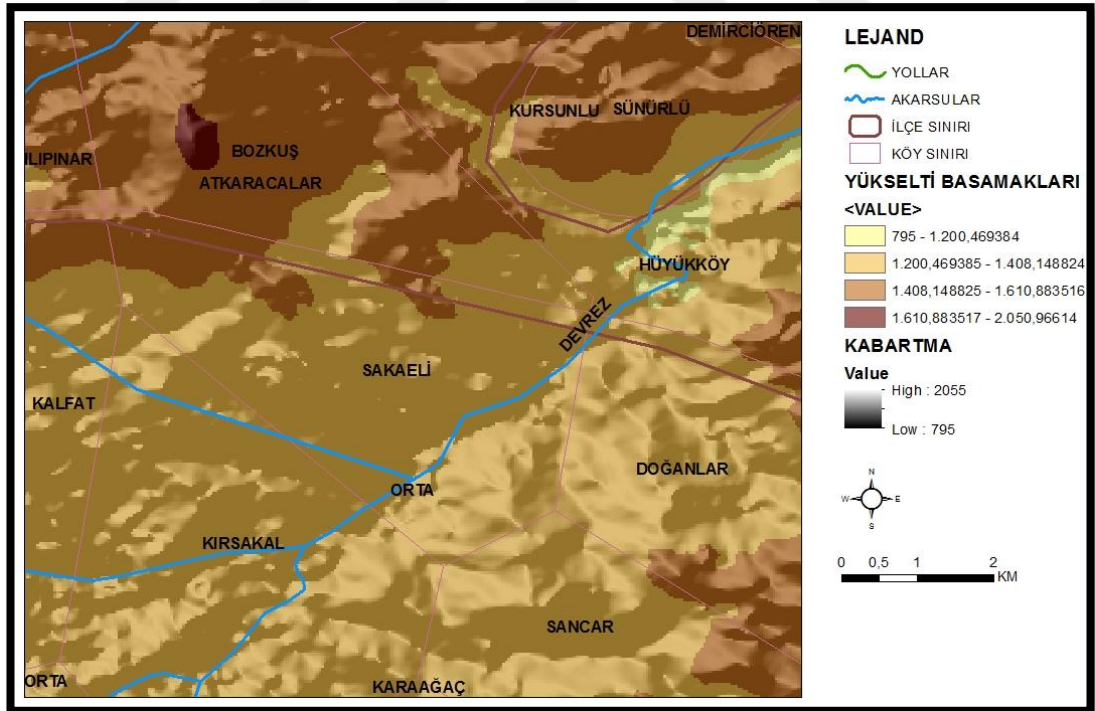 DEMİRCİÖREN
KURSUNLU SÜNÜRLÜ
ILIPINAR
BOZKUŞ
ATKARACALAR
HÜYÜKKÖY
DEVREZ
SAKAELİ
KALFAT
DOĞANLAR
ORTA
KIRSAKAL
SANCAR
ORTA
KARAAĞAÇ
LEJAND
YOLLAR
AKARSULAR
İLÇE SINIRI
KÖY SINIRI
YÜKSELTİ BASAMAKLARI
<VALUE>
795 - 1.200,469384
1.200,469385 - 1.408,148824
1.408,148825 - 1.610,883516
1.610,883517 - 2.050,96614
KABARTMA
Value
High : 2055
Low : 795
N
W E
S
0 0,5 1 2
KM